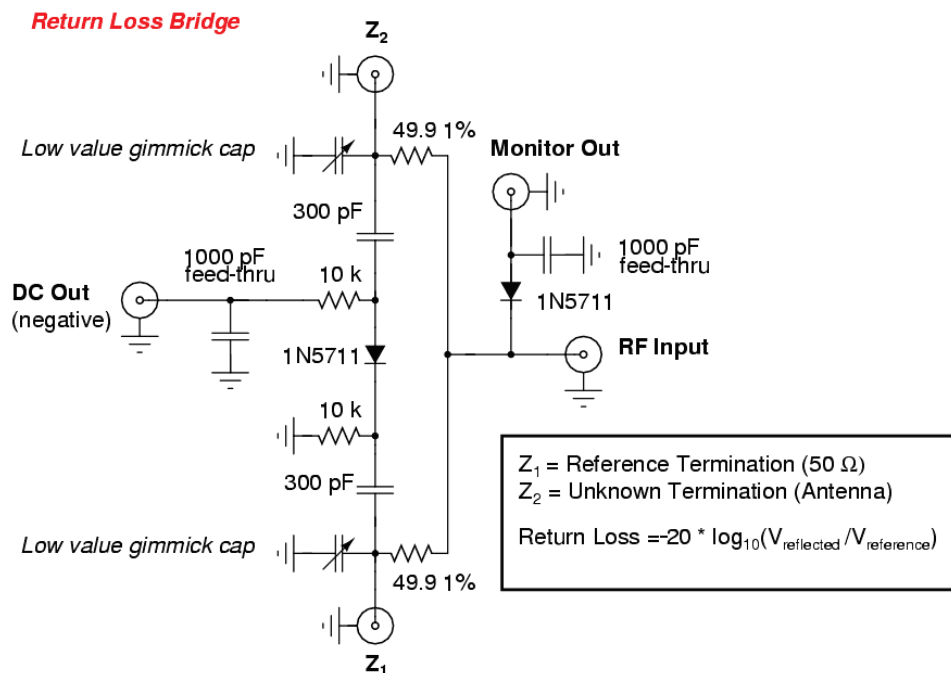 Return Loss Bridge
Z₂
Low value gimmick cap
49.9 1%
Monitor Out
300 pF
1000 pF
feed-thru
1000 pF
feed-thru
10 k
DC Out
(negative)
1N5711
1N5711
RF Input
10 k
300 pF
Z₁ = Reference Termination (50 Ω)
Z₂ = Unknown Termination (Antenna)
Return Loss =-20 * log₁₀(V_reflected/V_reference)
Low value gimmick cap
49.9 1%
Z₁